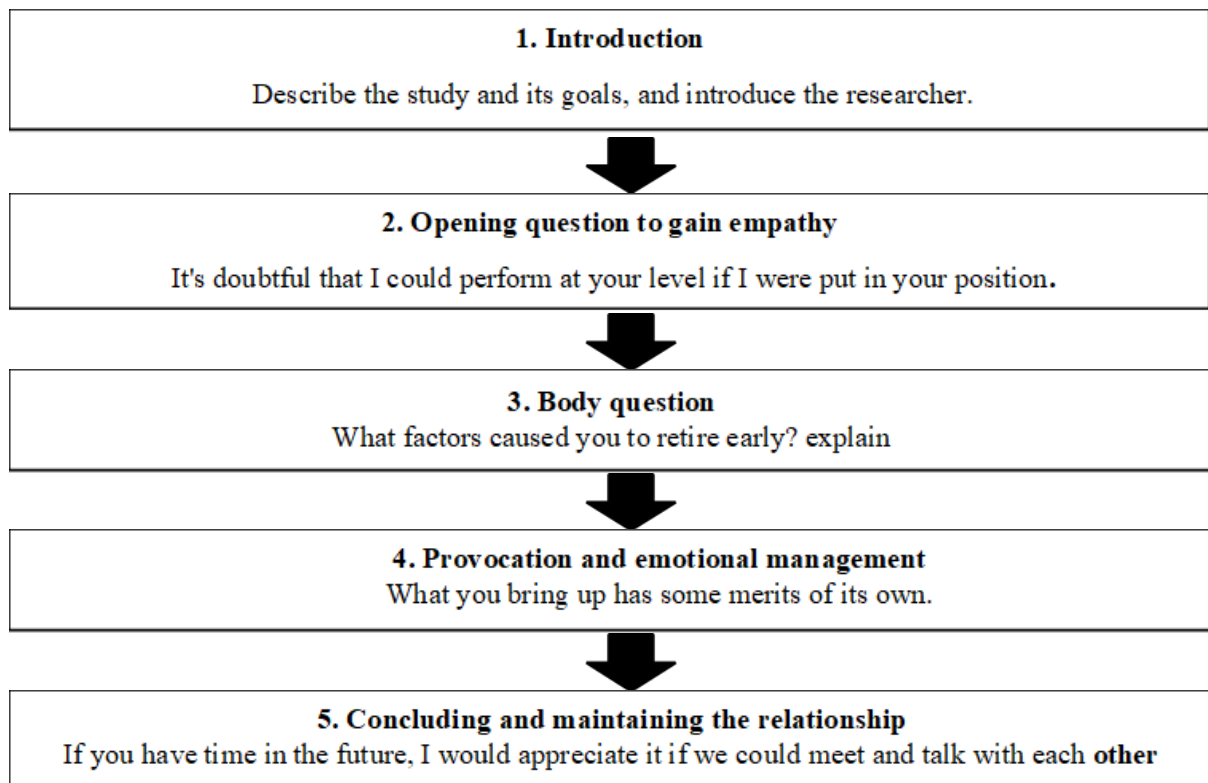 1. Introduction
Describe the study and its goals, and introduce the researcher.
2. Opening question to gain empathy
It's doubtful that I could perform at your level if I were put in your position.
3. Body question
What factors caused you to retire early? explain
4. Provocation and emotional management
What you bring up has some merits of its own.
5. Concluding and maintaining the relationship
If you have time in the future, I would appreciate it if we could meet and talk with each other